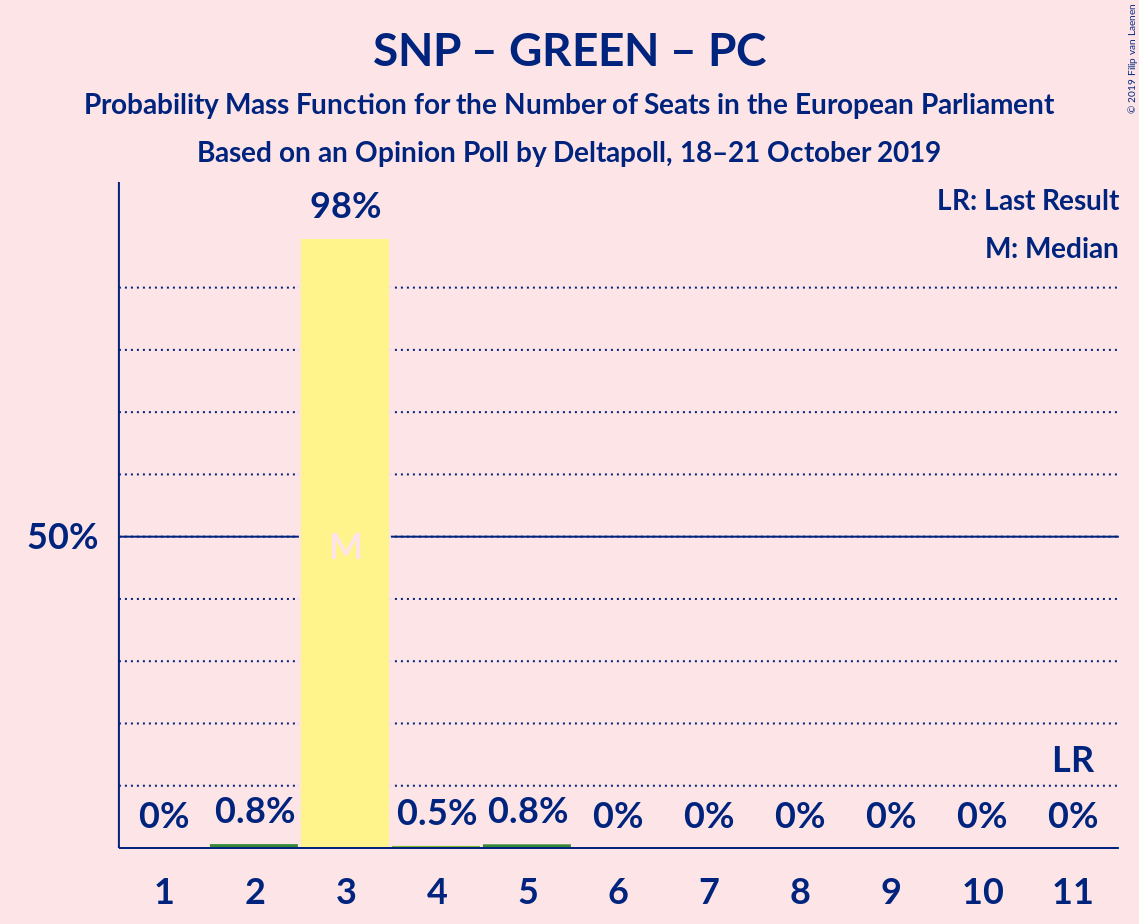 SNP – GREEN – PC
Probability Mass Function for the Number of Seats in the European Parliament
Based on an Opinion Poll by Deltapoll, 18–21 October 2019
© 2019 Filip van Laenen
LR: Last Result
M: Median
98%
50%
M
LR
0% 0.8% 0.5% 0.8% 0% 0% 0% 0% 0% 0%
1 2 3 4 5 6 7 8 9 10 11